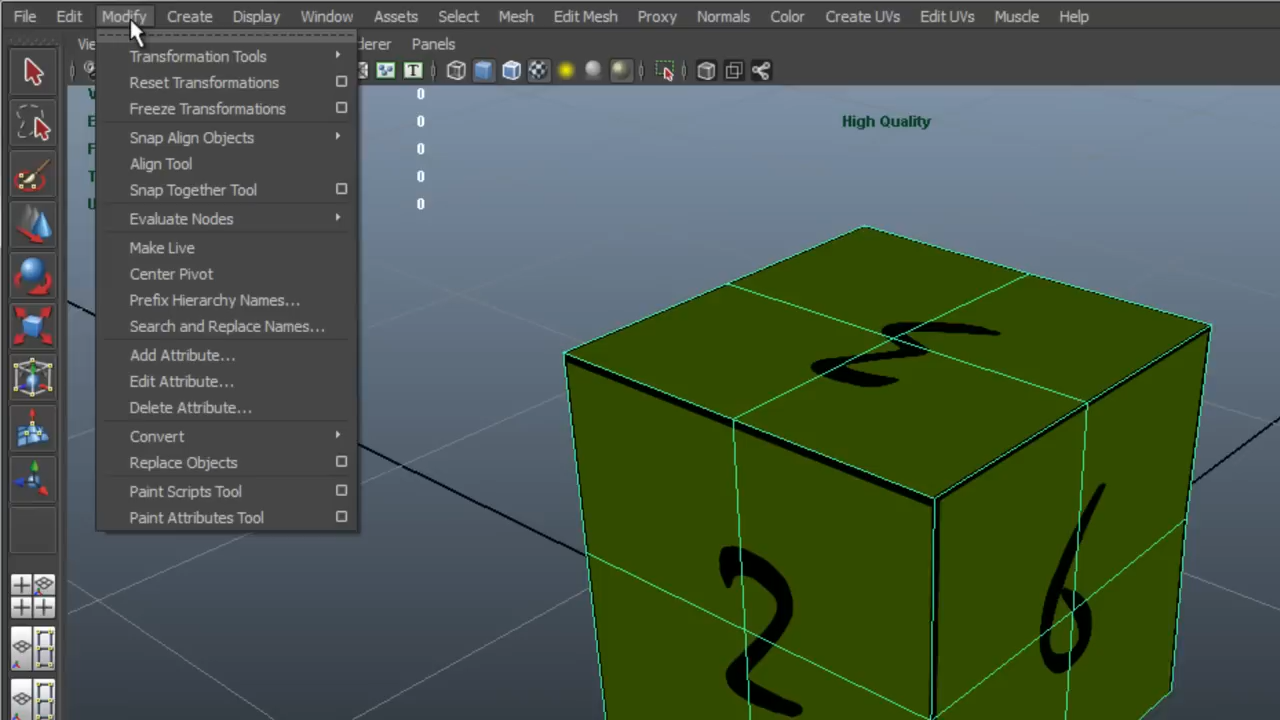 File Edit Modify Create Display Window Assets Select Mesh Edit Mesh Proxy Normals Color Create UVs Edit UVs Muscle Help
Panels
Transformation Tools
Reset Transformations
Freeze Transformations
Snap Align Objects
Align Tool
Snap Together Tool
Evaluate Nodes
Make Live
Center Pivot
Prefix Hierarchy Names...
Search and Replace Names...
Add Attribute...
Edit Attribute...
Delete Attribute...
Convert
Replace Objects
Paint Scripts Tool
Paint Attributes Tool
0
0
0
0
0
High Quality
2
6